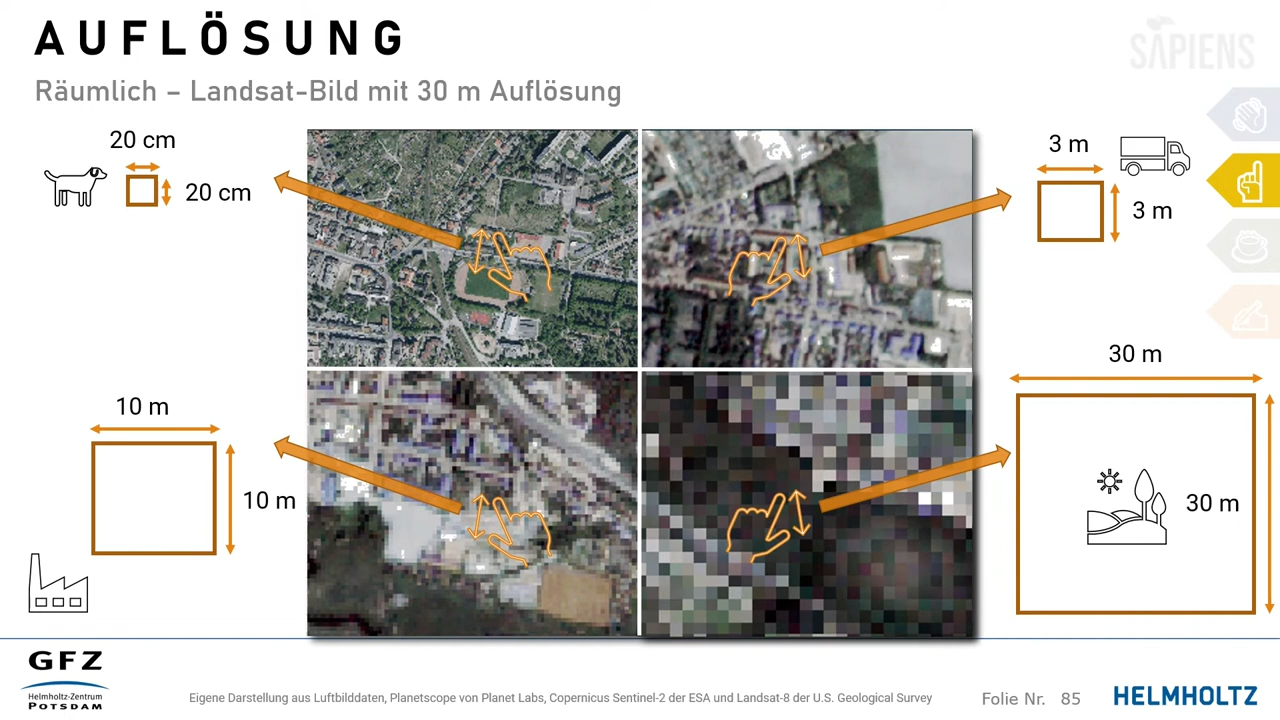 AUFLÖSUNG
SAPIENS
Räumlich – Landsat-Bild mit 30 m Auflösung
20 cm
20 cm
3 m
3 m
10 m
10 m
30 m
30 m
GFZ
Helmholtz-Zentrum
POTSDAM
Eigene Darstellung aus Luftbilddaten, Planetscope von Planet Labs, Copernicus Sentinel-2 der ESA und Landsat-8 der U.S. Geological Survey
Folie Nr. 85
HELMHOLTZ